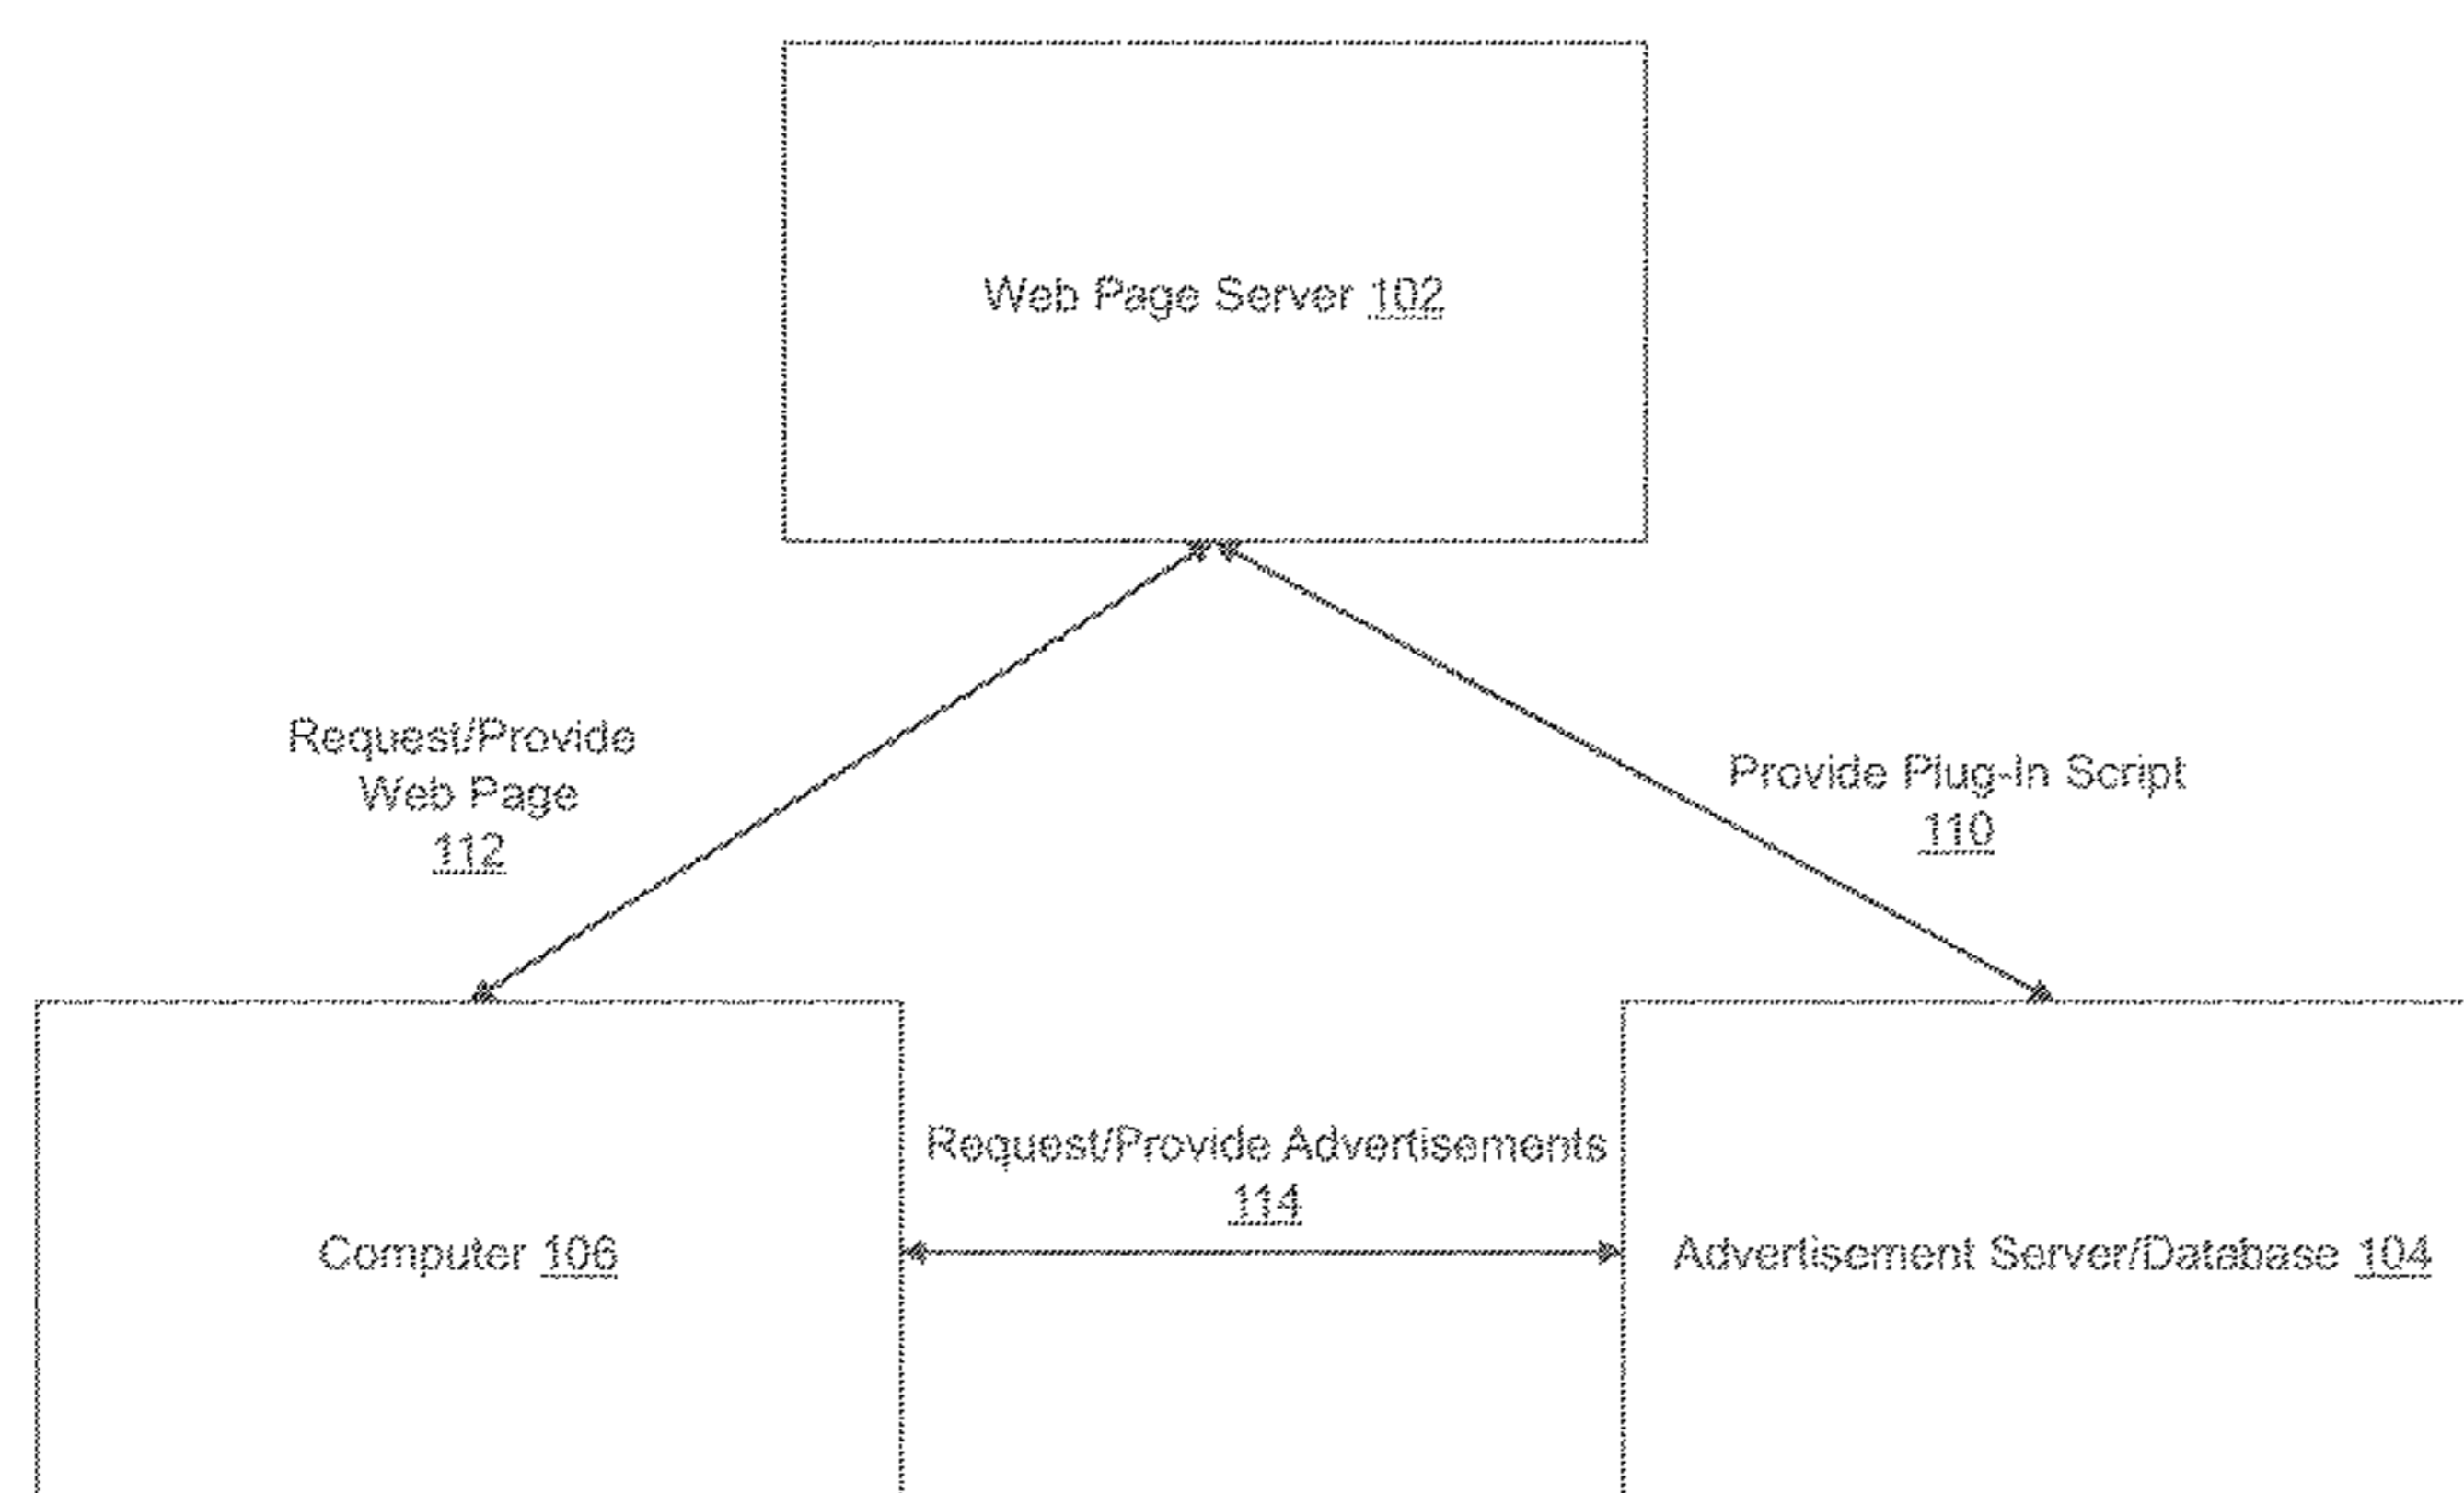 Web Page Server 102
Request/Provide
Web Page
112
Provide Plug-In Script
110
Request/Provide Advertisements
114
Computer 106
Advertisement Server/Database 104